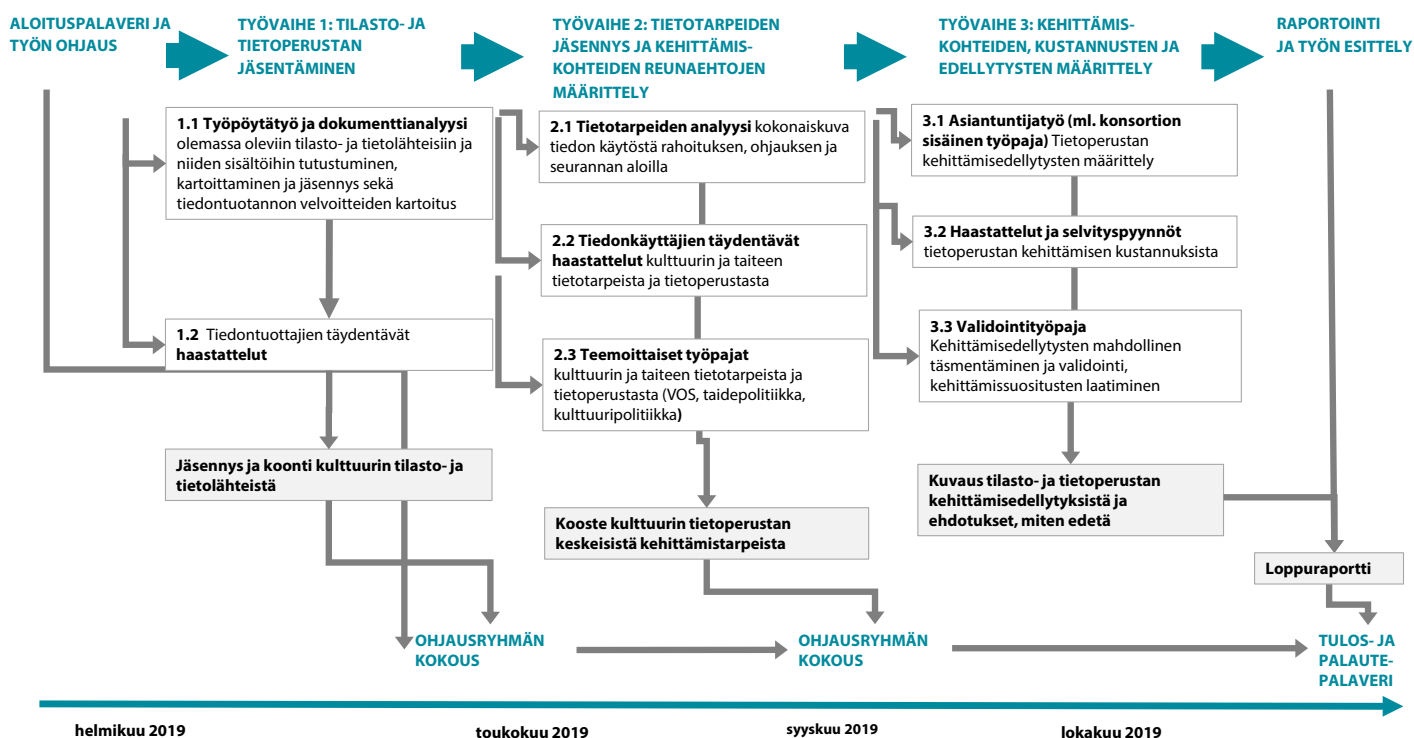 ALOITUSPALAVERI JA
TYÖN OHJAUS
TYÖVAIHE 1: TILASTO- JA
TIETOPERUSTAN
JÄSENTÄMINEN
TYÖVAIHE 2: TIETOTARPEIDEN
JÄSENNYS JA KEHITTÄMIS-
KOHTEIDEN REUNAEHTOJEN
MÄÄRITTELY
TYÖVAIHE 3: KEHITTÄMIS-
KOHTEIDEN, KUSTANNUSTEN JA
EDELLYTYSTEN MÄÄRITTELY
RAPORTOINTI
JA TYÖN ESITTELY
1.1 Työpöytätyö ja dokumenttianalyysi
olemassa oleviin tilasto- ja tietolähteisiin ja
niiden sisältöihin tutustuminen,
kartoittaminen ja jäsennys sekä
tiedontuotannon velvoitteiden kartoitus
1.2 Tiedontuottajien täydentävät
haastattelut
Jäsennys ja koonti kulttuurin tilasto- ja
tietolähteistä
2.1 Tietotarpeiden analyysi kokonaiskuva
tiedon käytöstä rahoituksen, ohjauksen ja
seurannan aloilla
2.2 Tiedonkäyttäjien täydentävät
haastattelut kulttuurin ja taiteen
tietotarpeista ja tietoperustasta
2.3 Teemoittaiset työpajat
kulttuurin ja taiteen tietotarpeista ja
tietoperustasta (VOS, taidepolitiikka,
kulttuuripolitiikka)
Kooste kulttuurin tietoperustan
keskeisistä kehittämistarpeista
3.1 Asiantuntijatyö (ml. konsortion
sisäinen työpaja) Tietoperustan
kehittämisedellytysten määrittely
3.2 Haastattelut ja selvityspyynnöt
tietoperustan kehittämisen kustannuksista
3.3 Validointityöpaja
Kehittämisedellytysten mahdollinen
täsmentäminen ja validointi,
kehittämissuositusten laatiminen
Kuvaus tilasto- ja tietoperustan
kehittämisedellytyksistä ja
ehdotukset, miten edetä
Loppuraportti
OHJAUSRYHMÄN
KOKOUS
OHJAUSRYHMÄN
KOKOUS
TULOS- JA
PALAUTE-
PALAVERI
helmikuu 2019
toukokuu 2019
syyskuu 2019
lokakuu 2019